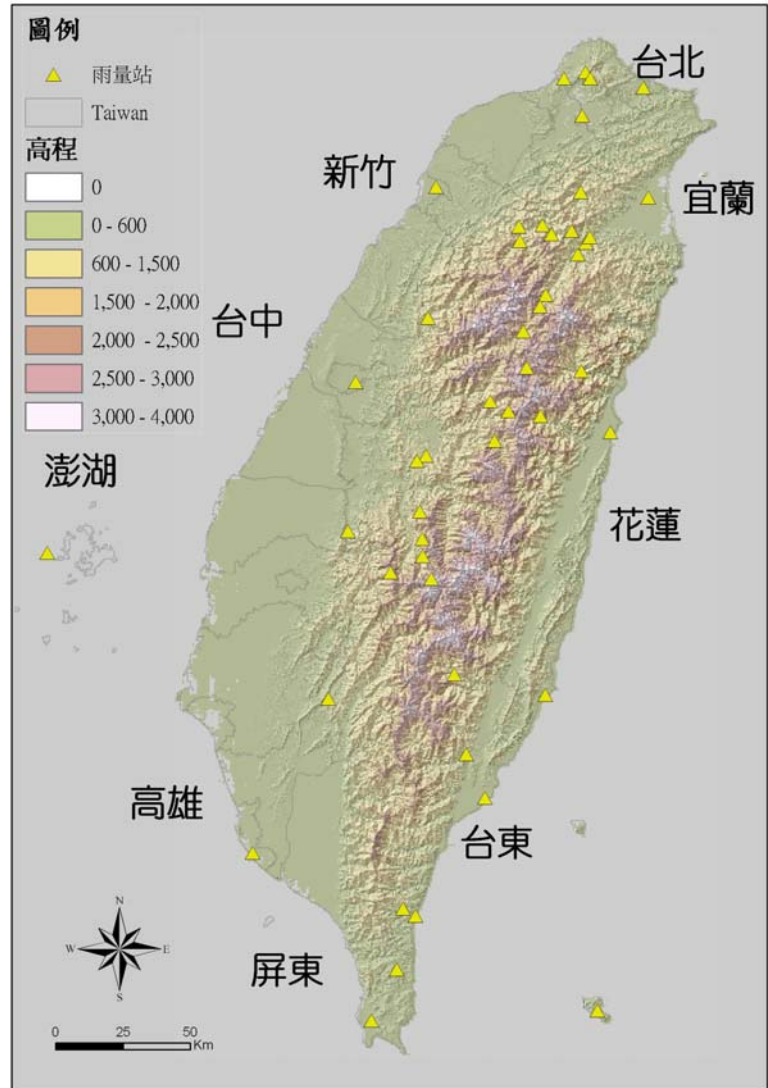 圖例
雨量站
Taiwan
高程
0
0 - 600
600 - 1,500
1,500 - 2,000
2,000 - 2,500
2,500 - 3,000
3,000 - 4,000
台北
新竹
宜蘭
台中
澎湖
花蓮
高雄
台東
屏東
N
W
E
S
0
25
50
Km